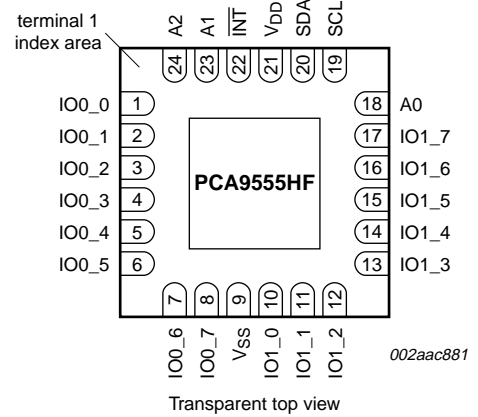 terminal 1
index area
A2
A1
INT
VDD
SDA
SCL
24
23
22
21
20
19
IO0_0 1
IO0_1 2
IO0_2 3
IO0_3 4
IO0_4 5
IO0_5 6
PCA9555HF
18 A0
17 IO1_7
16 IO1_6
15 IO1_5
14 IO1_4
13 IO1_3
7
8
9
10
11
12
IO0_6
IO0_7
VSS
IO1_0
IO1_1
IO1_2
002aac881
Transparent top view